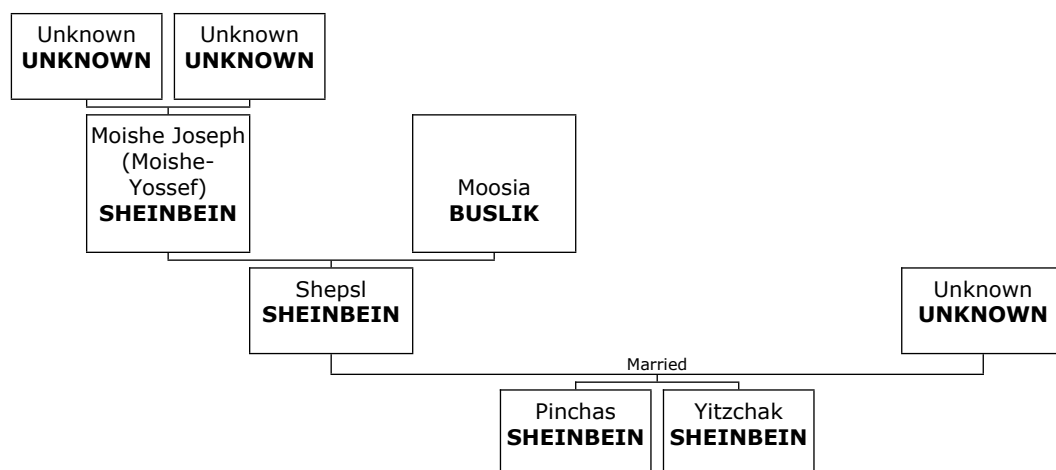 Unknown
UNKNOWN
Unknown
UNKNOWN
Moishe Joseph
(Moishe-
Yossef)
SHEINBEIN
Moosia
BUSLIK
Shepsl
SHEINBEIN
Unknown
UNKNOWN
Married
Pinchas
SHEINBEIN
Yitzchak
SHEINBEIN